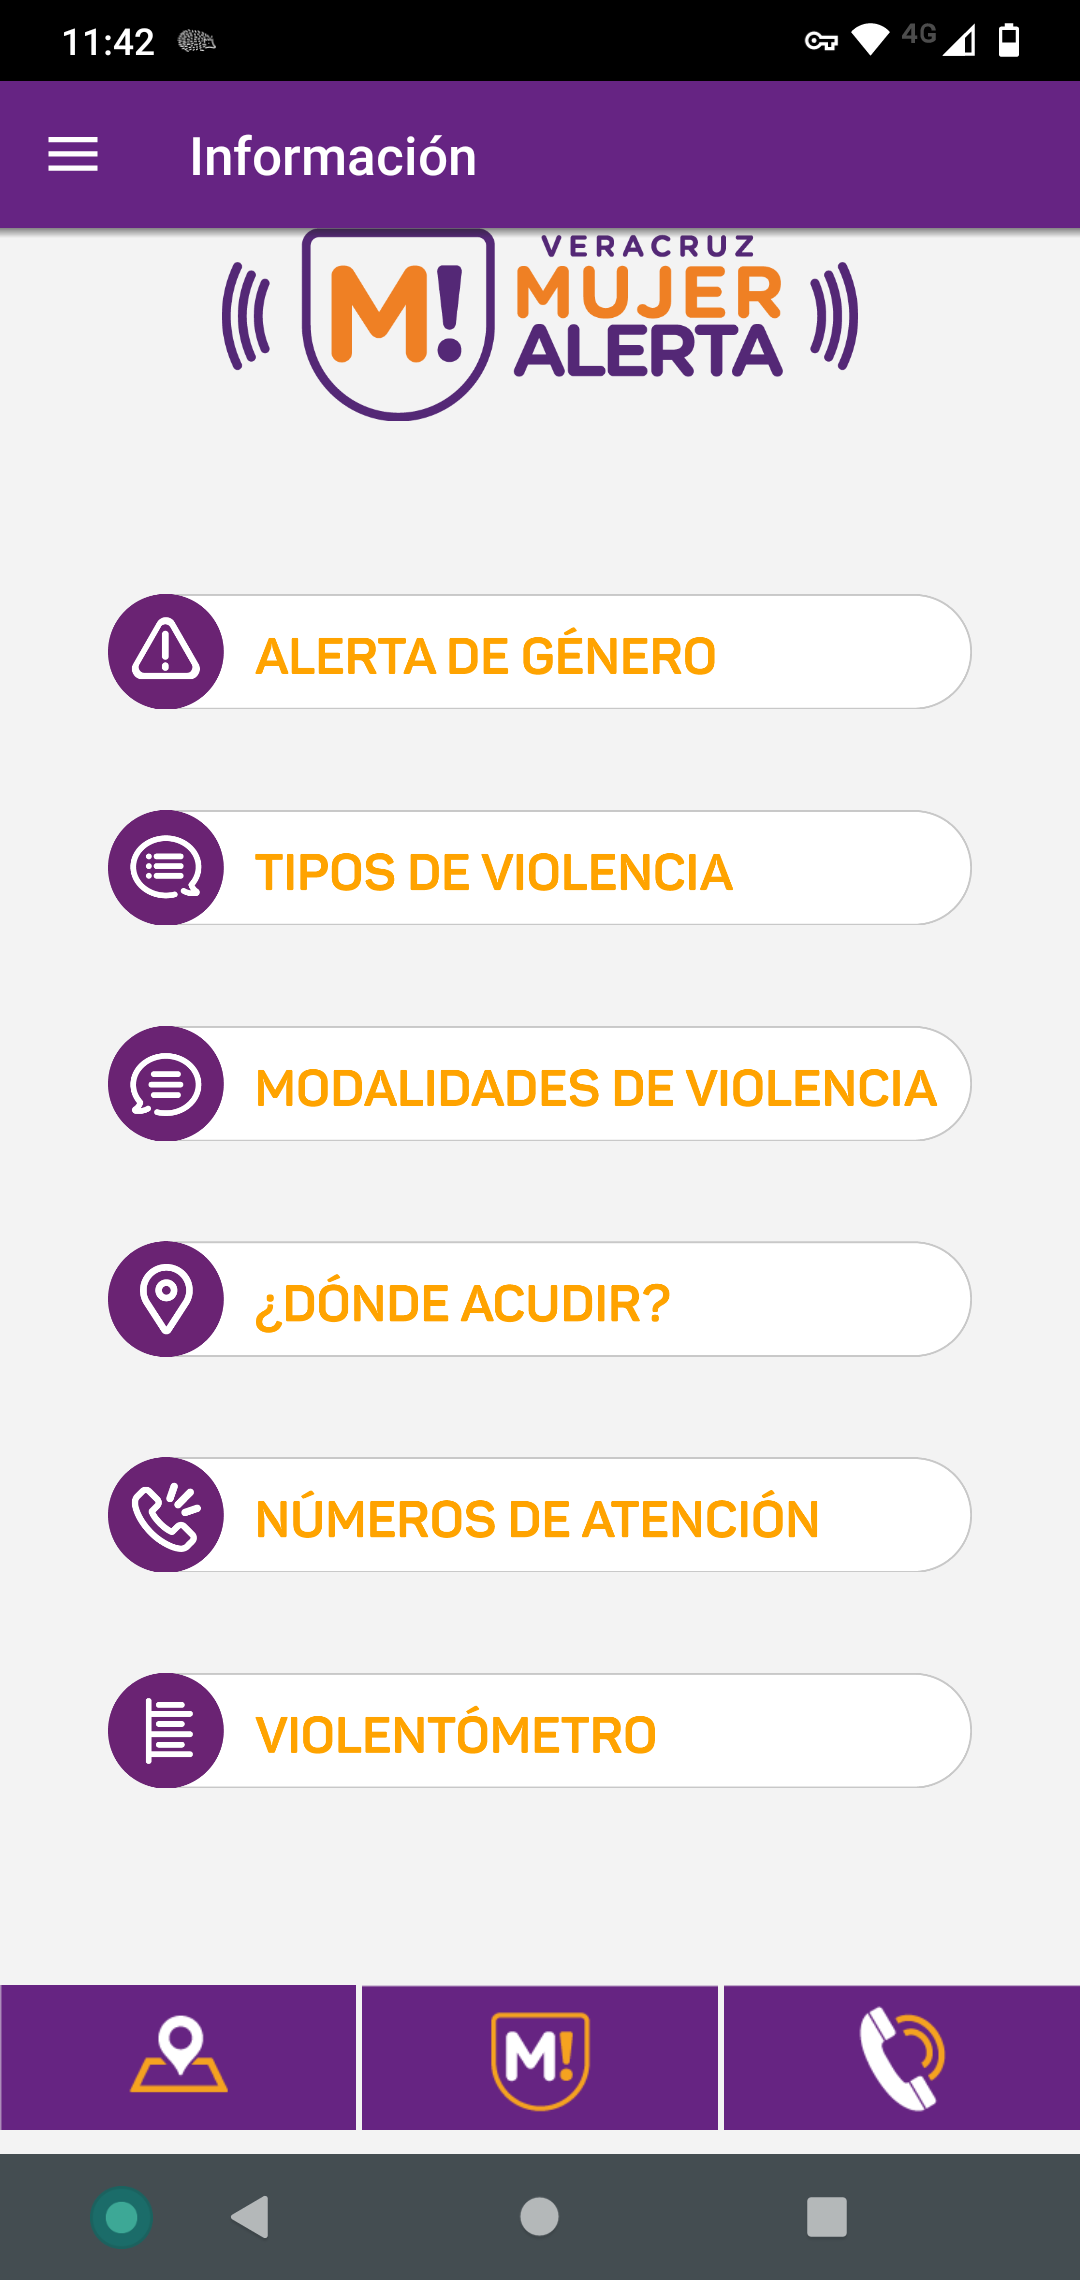 11:42
4G
Información
M!
VERACRUZ
MUJER
ALERTA
ALERTA DE GÉNERO
TIPOS DE VIOLENCIA
MODALIDADES DE VIOLENCIA
¿DÓNDE ACUDIR?
NÚMEROS DE ATENCIÓN
VIOLENTÓMETRO
M!